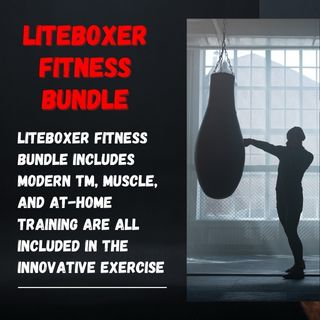 LITEBOXER
FITNESS
BUNDLE
LITEBOXER FITNESS
BUNDLE INCLUDES
MODERN TM, MUSCLE,
AND AT-HOME
TRAINING ARE ALL
INCLUDED IN THE
INNOVATIVE EXERCISE